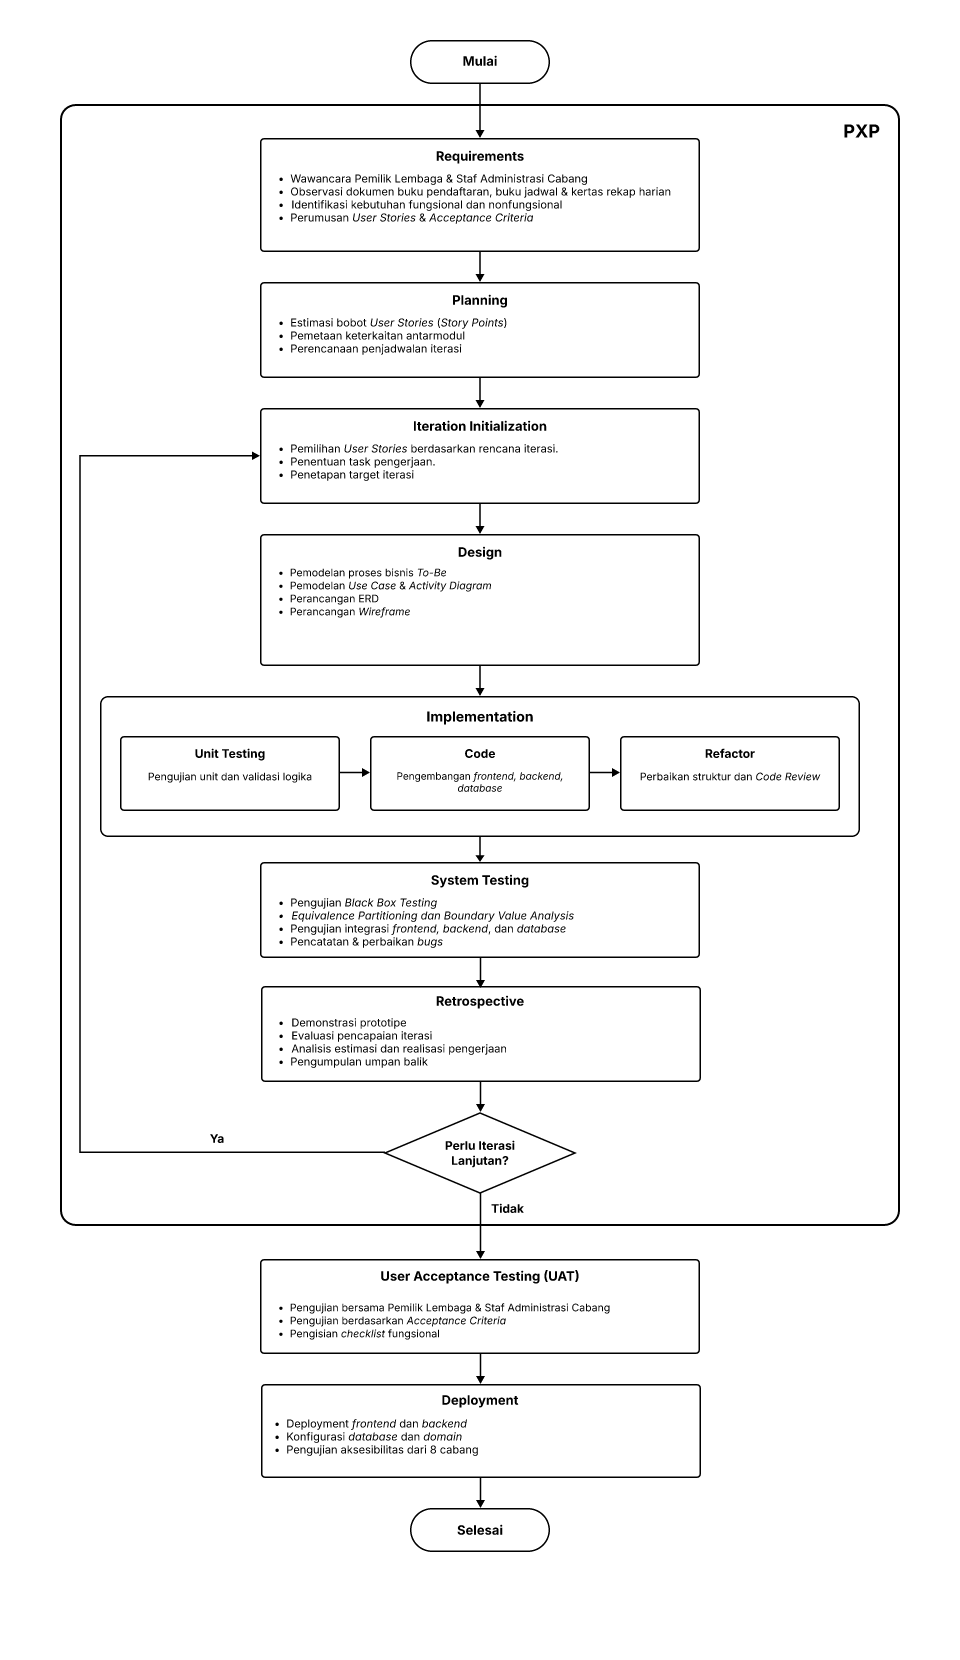 Mulai
PXP
Requirements
• Wawancara Pemilik Lembaga & Staf Administrasi Cabang
• Observasi dokumen buku pendaftaran, buku jadwal & kertas rekap harian
• Identifikasi kebutuhan fungsional dan nonfungsional
• Perumusan User Stories & Acceptance Criteria
Planning
• Estimasi bobot User Stories (Story Points)
• Pemetaan keterkaitan antarmodul
• Perencanaan penjadwalan iterasi
Iteration Initialization
• Pemilihan User Stories berdasarkan rencana iterasi.
• Penentuan task pengerjaan.
• Penetapan target iterasi
Design
• Pemodelan proses bisnis To-Be
• Pemodelan Use Case & Activity Diagram
• Perancangan ERD
• Perancangan Wireframe
Implementation
Unit Testing
Pengujian unit dan validasi logika
Code
Pengembangan frontend, backend,
database
Refactor
Perbaikan struktur dan Code Review
System Testing
• Pengujian Black Box Testing
• Equivalence Partitioning dan Boundary Value Analysis
• Pengujian integrasi frontend, backend, dan database
• Pencatatan & perbaikan bugs
Retrospective
• Demonstrasi prototipe
• Evaluasi pencapaian iterasi
• Analisis estimasi dan realisasi pengerjaan
• Pengumpulan umpan balik
Perlu Iterasi
Lanjutan?
Ya
Tidak
User Acceptance Testing (UAT)
• Pengujian bersama Pemilik Lembaga & Staf Administrasi Cabang
• Pengujian berdasarkan Acceptance Criteria
• Pengisian checklist fungsional
Deployment
• Deployment frontend dan backend
• Konfigurasi database dan domain
• Pengujian aksesibilitas dari 8 cabang
Selesai